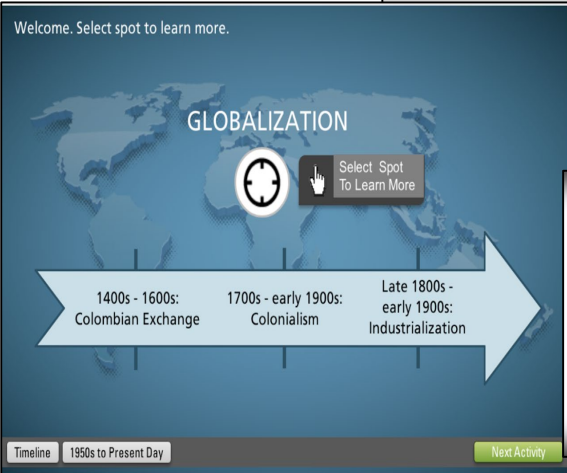 Welcome. Select spot to learn more.
GLOBALIZATION
Select Spot
To Learn More
1400s - 1600s:
Colombian Exchange
1700s - early 1900s:
Colonialism
Late 1800s -
early 1900s:
Industrialization
Timeline
1950s to Present Day
Next Activity